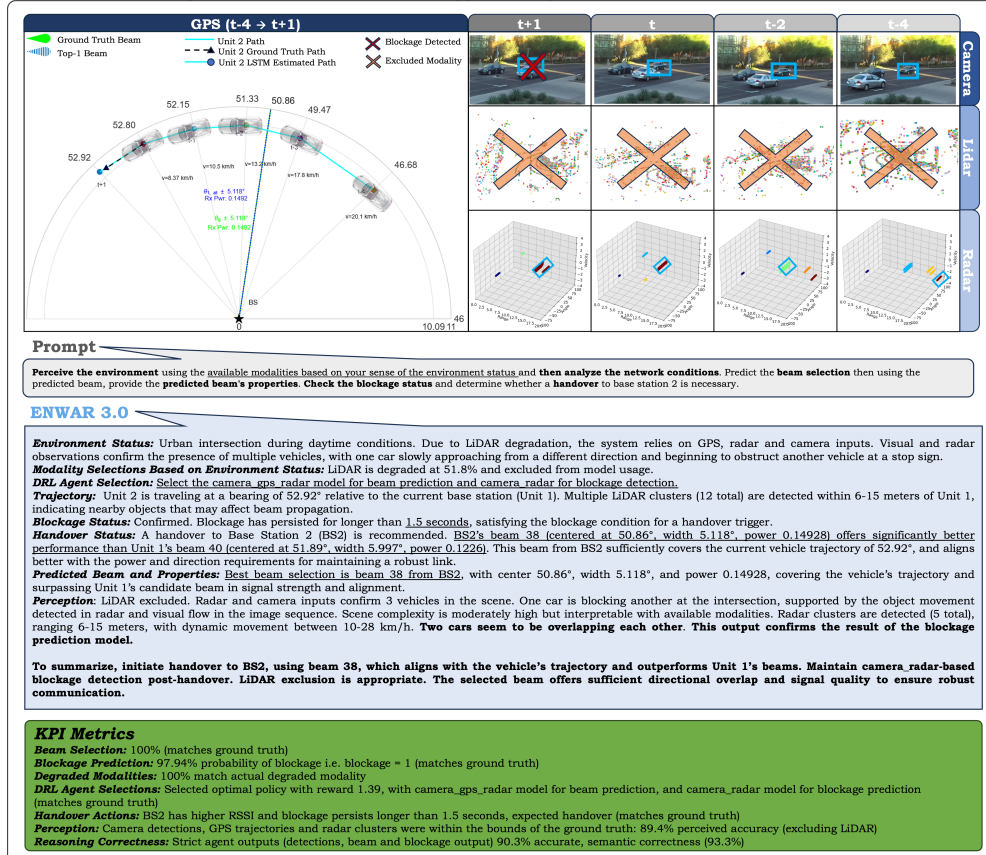 GPS (t-4 → t+1)
t+1
t
t-2
t-4
Ground Truth Beam
Top-1 Beam
Unit 2 Path
Unit 2 Ground Truth Path
Unit 2 LSTM Estimated Path
Blockage Detected
Excluded Modality
Camera
Lidar
Radar
51.33
50.86
52.15
49.47
52.80
52.92
46.68
t+1
v=10.5 km/h
v=8.37 km/h
v=17.6 km/h
v=20.1 km/h
± 5.118°
Rx Pwr: 0.1492
± 5.118°
Rx Pwr: 0.1492
BS
0
10.09 11
46
Prompt
Perceive the environment using the available modalities based on your sense of the environment status and then analyze the network conditions. Predict the beam selection then using the
predicted beam, provide the predicted beam's properties. Check the blockage status and determine whether a handover to base station 2 is necessary.
ENWAR 3.0
Environment Status: Urban intersection during daytime conditions. Due to LiDAR degradation, the system relies on GPS, radar and camera inputs. Visual and radar
observations confirm the presence of multiple vehicles, with one car slowly approaching from a different direction and beginning to obstruct another vehicle at a stop sign.
Modality Selections Based on Environment Status: LiDAR is degraded at 51.8% and excluded from model usage.
DRL Agent Selection: Select the camera_gps_radar model for beam prediction and camera_radar for blockage detection.
Trajectory: Unit 2 is traveling at a bearing of 52.92° relative to the current base station (Unit 1). Multiple LiDAR clusters (12 total) are detected within 6-15 meters of Unit 1,
indicating nearby objects that may affect beam propagation.
Blockage Status: Confirmed. Blockage has persisted for longer than 1.5 seconds, satisfying the blockage condition for a handover trigger.
Handover Status: A handover to Base Station 2 (BS2) is recommended. BS2's beam 38 (centered at 50.86°, width 5.118°, power 0.14928) offers significantly better
performance than Unit 1's beam 40 (centered at 51.89°, width 5.997°, power 0.1226). This beam from BS2 sufficiently covers the current vehicle trajectory of 52.92°, and aligns
better with the power and direction requirements for maintaining a robust link.
Predicted Beam and Properties: Best beam selection is beam 38 from BS2, with center 50.86°, width 5.118°, and power 0.14928, covering the vehicle's trajectory and
surpassing Unit 1's candidate beam in signal strength and alignment.
Perception: LiDAR excluded. Radar and camera inputs confirm 3 vehicles in the scene. One car is blocking another at the intersection, supported by the object movement
detected in radar and visual flow in the image sequence. Scene complexity is moderately high but interpretable with available modalities. Radar clusters are detected (5 total),
ranging 6-15 meters, with dynamic movement between 10-28 km/h. Two cars seem to be overlapping each other. This output confirms the result of the blockage
prediction model.
To summarize, initiate handover to BS2, using beam 38, which aligns with the vehicle's trajectory and outperforms Unit 1's beams. Maintain camera_radar-based
blockage detection post-handover. LiDAR exclusion is appropriate. The selected beam offers sufficient directional overlap and signal quality to ensure robust
communication.
KPI Metrics
Beam Selection: 100% (matches ground truth)
Blockage Prediction: 97.94% probability of blockage i.e. blockage = 1 (matches ground truth)
Degraded Modalities: 100% match actual degraded modality
DRL Agent Selections: Selected optimal policy with reward 1.39, with camera_gps_radar model for beam prediction, and camera_radar model for blockage prediction
(matches ground truth)
Handover Actions: BS2 has higher RSSI and blockage persists longer than 1.5 seconds, expected handover (matches ground truth)
Perception: Camera detections, GPS trajectories and radar clusters were within the bounds of the ground truth: 89.4% perceived accuracy (excluding LiDAR)
Reasoning Correctness: Strict agent outputs (detections, beam and blockage output) 90.3% accurate, semantic correctness (93.3%)